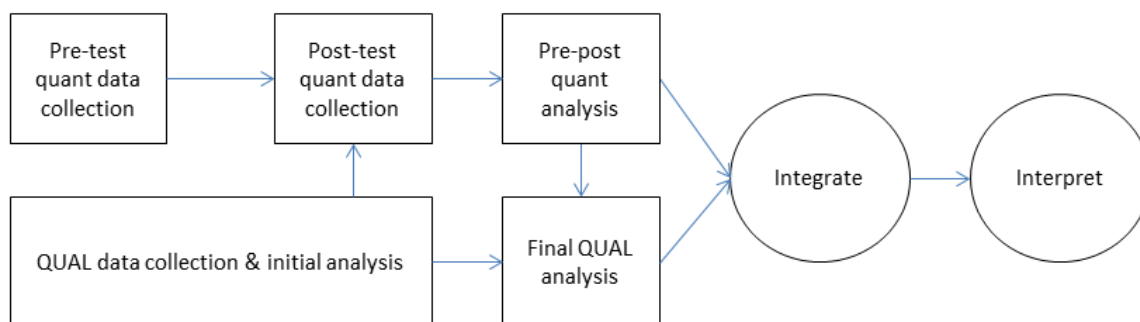 Pre-test
quant data
collection
Post-test
quant data
collection
Pre-post
quant
analysis
Integrate
Interpret
QUAL data collection & initial analysis
Final QUAL
analysis